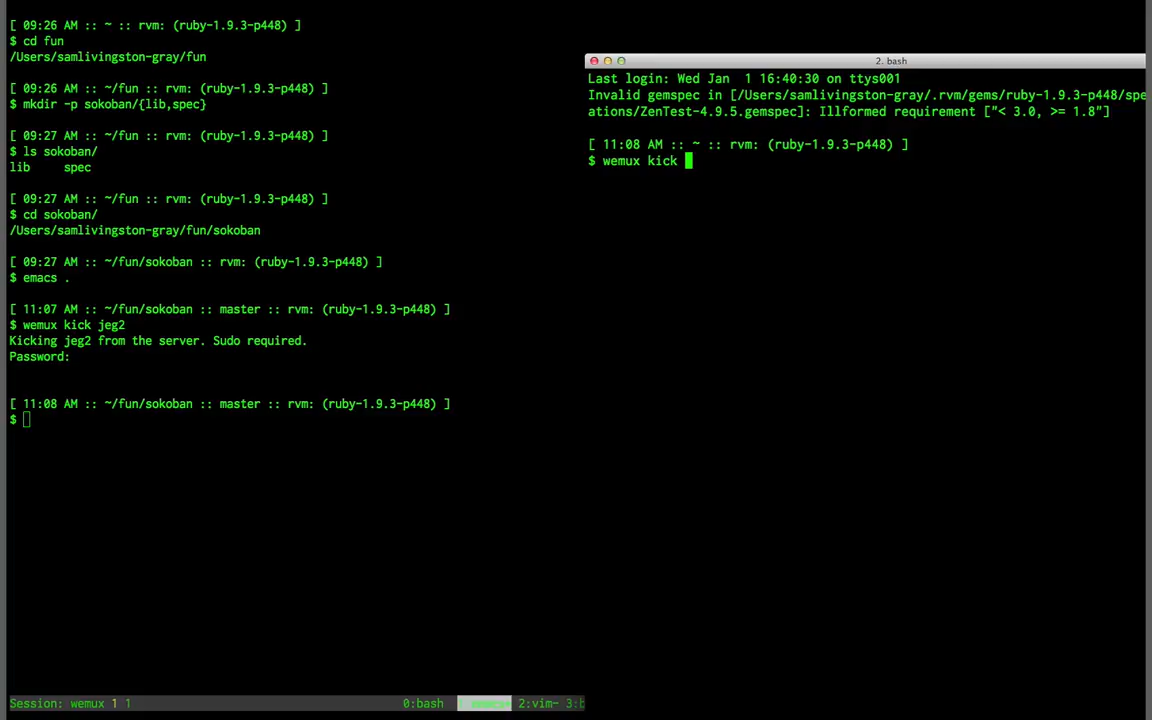 [ 09:26 AM :: ~ :: rvm: (ruby-1.9.3-p448) ]
$ cd fun
/Users/samlivingston-gray/fun
[ 09:26 AM :: ~/fun :: rvm: (ruby-1.9.3-p448) ]
$ mkdir -p sokoban/{lib,spec}
[ 09:27 AM :: ~/fun :: rvm: (ruby-1.9.3-p448) ]
$ ls sokoban/
lib spec
[ 09:27 AM :: ~/fun :: rvm: (ruby-1.9.3-p448) ]
$ cd sokoban/
/Users/samlivingston-gray/fun/sokoban
[ 09:27 AM :: ~/fun/sokoban :: rvm: (ruby-1.9.3-p448) ]
$ emacs .
[ 11:07 AM :: ~/fun/sokoban :: master :: rvm: (ruby-1.9.3-p448) ]
$ wemux kick jeg2
Kicking jeg2 from the server. Sudo required.
Password:
[ 11:08 AM :: ~/fun/sokoban :: master :: rvm: (ruby-1.9.3-p448) ]
$
Session: wemux 1 1 0:bash 2:vim- 3:b
2. bash
Last login: Wed Jan 1 16:40:30 on ttys001
Invalid gemspec in [/Users/samlivingston-gray/.rvm/gems/ruby-1.9.3-p448/spe
ations/ZenTest-4.9.5.gemspec]: Illformed requirement ["< 3.0, >= 1.8"]
[ 11:08 AM :: ~ :: rvm: (ruby-1.9.3-p448) ]
$ wemux kick